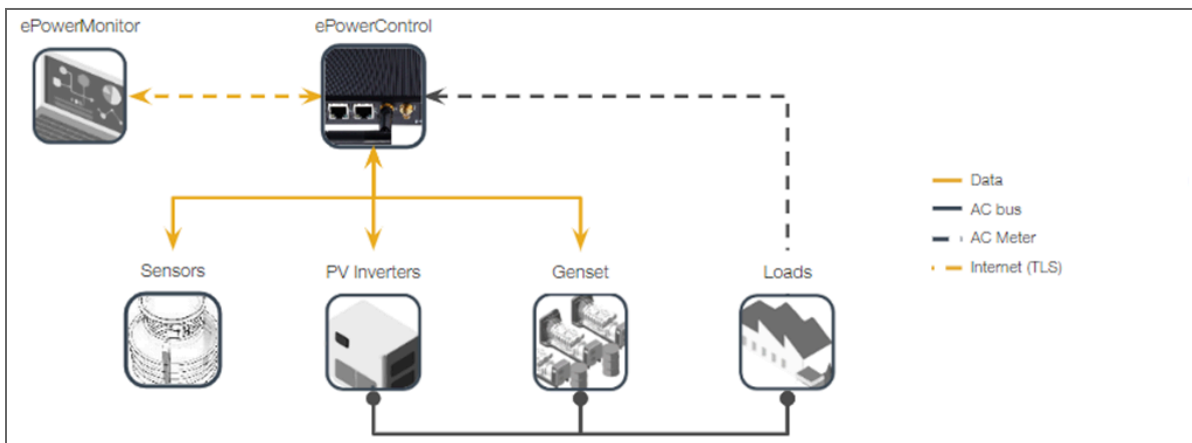 ePowerMonitor
ePowerControl
Data
AC bus
AC Meter
Internet (TLS)
Sensors
PV Inverters
Genset
Loads